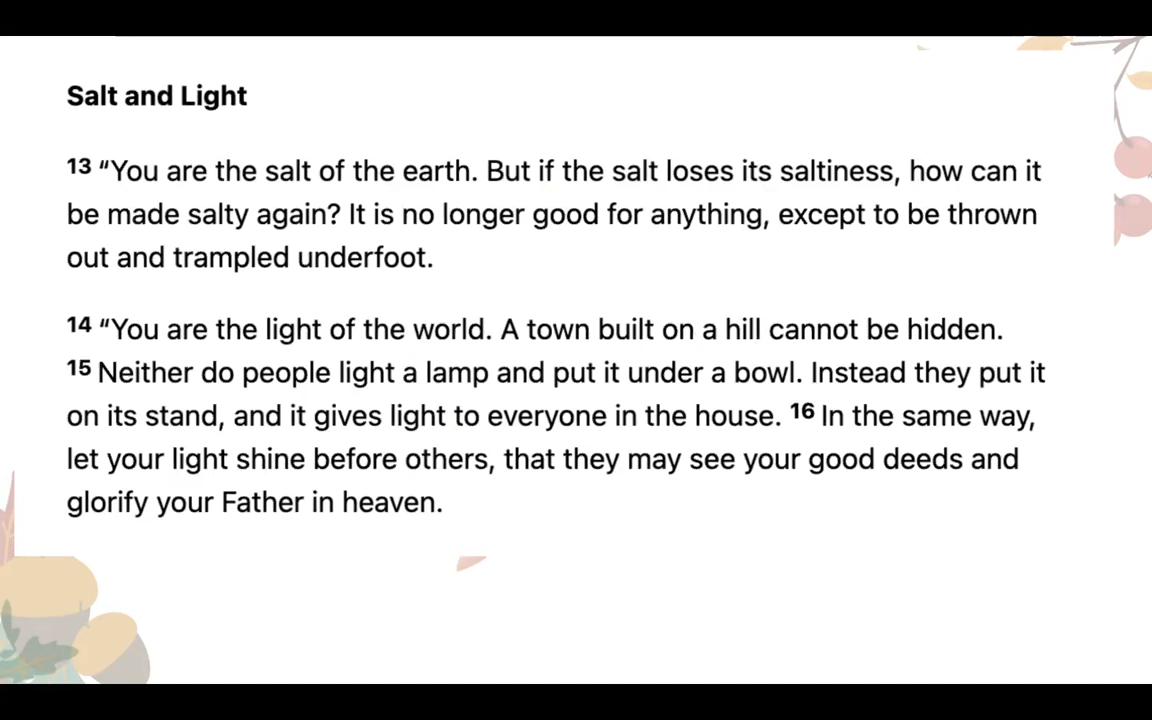 Salt and Light
13 “You are the salt of the earth. But if the salt loses its saltiness, how can it
be made salty again? It is no longer good for anything, except to be thrown
out and trampled underfoot.
14 “You are the light of the world. A town built on a hill cannot be hidden.
15 Neither do people light a lamp and put it under a bowl. Instead they put it
on its stand, and it gives light to everyone in the house. 16 In the same way,
let your light shine before others, that they may see your good deeds and
glorify your Father in heaven.